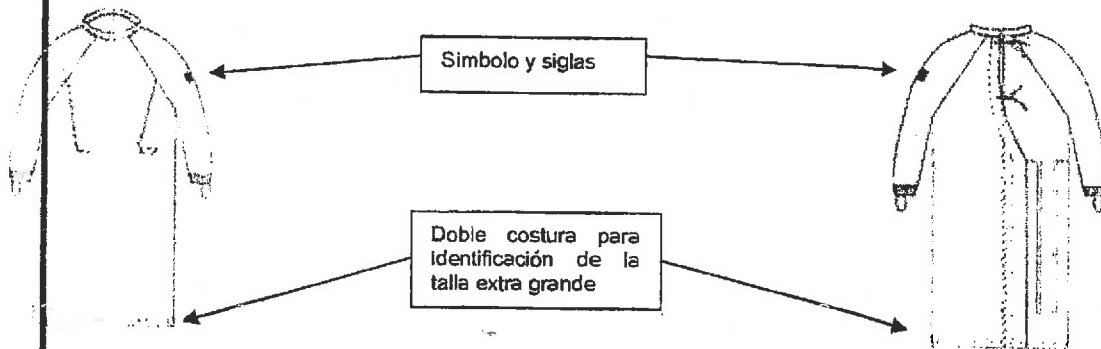 Simbolo y siglas
Doble costura para
identificación de la
talla extra grande